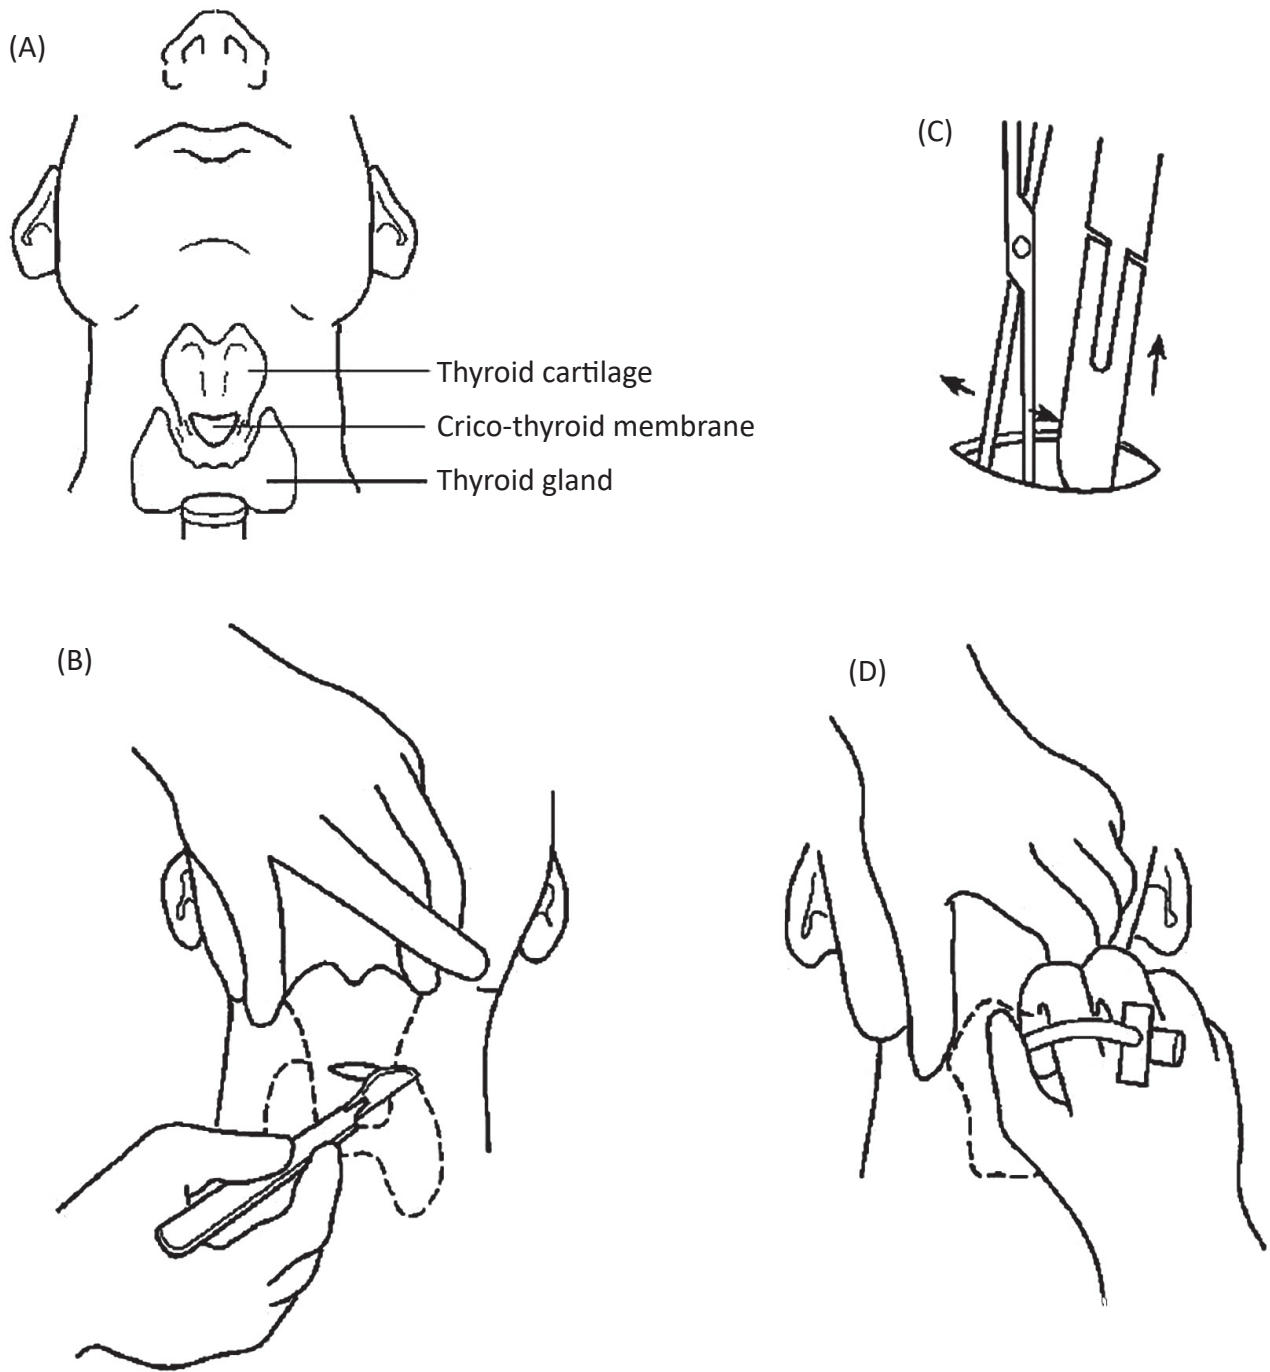 (A)
(C)
Thyroid cartilage
Crico-thyroid membrane
Thyroid gland
(B)
(D)